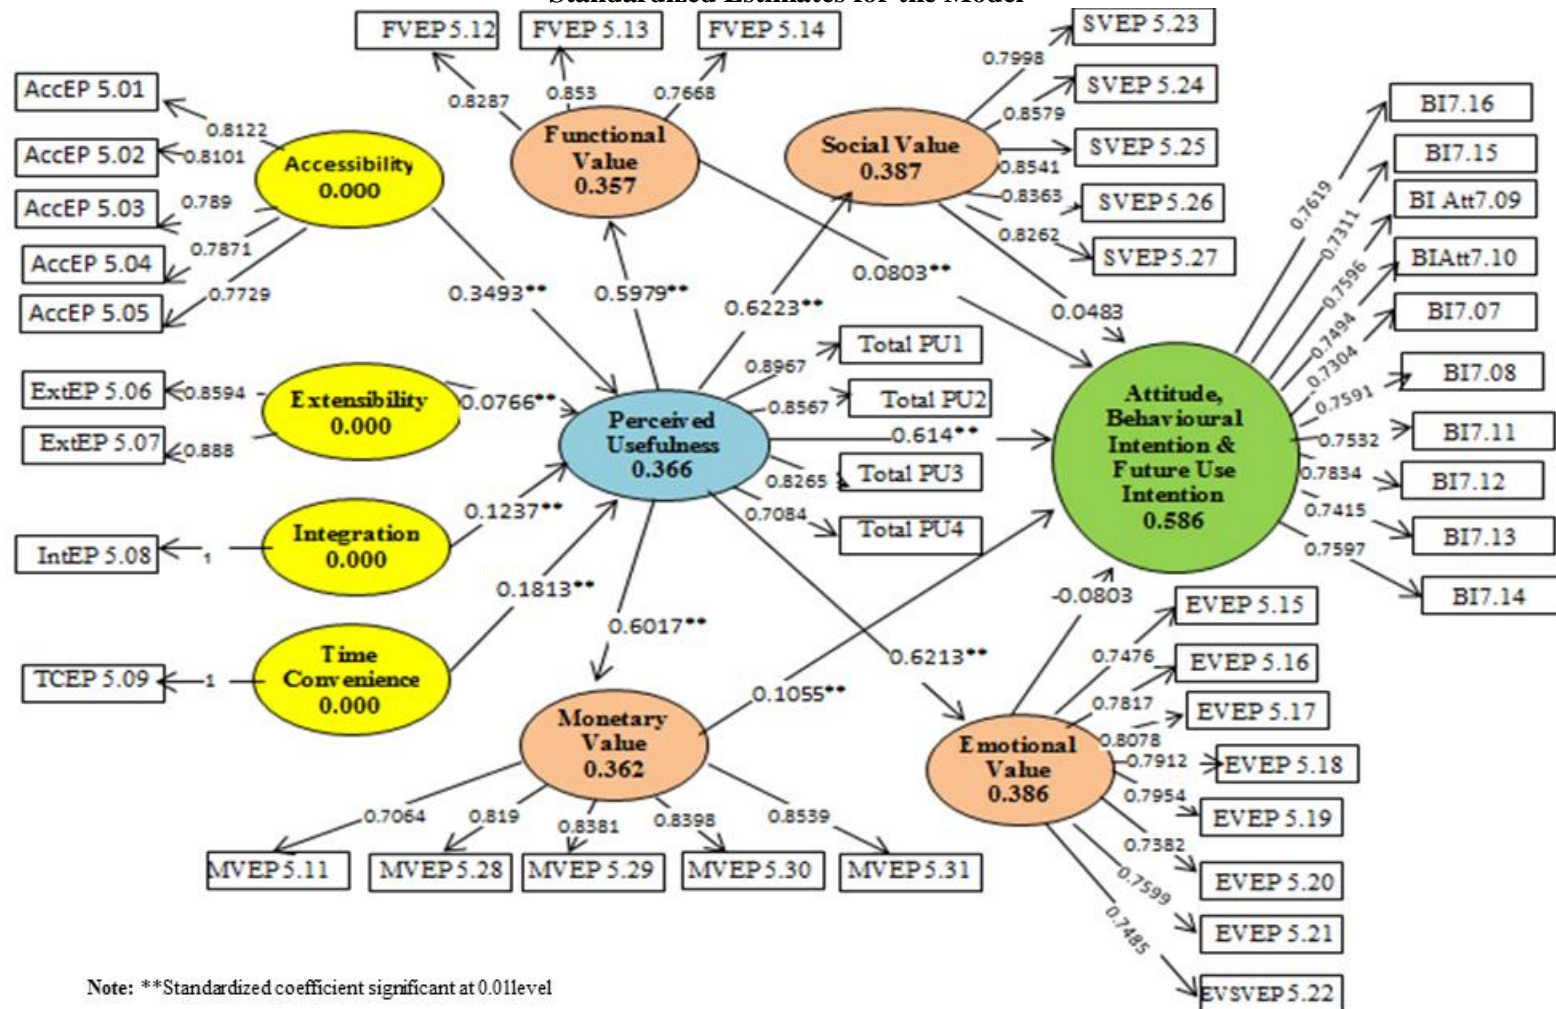 Standardized Estimates for the Model
FVEP 5.12
FVEP 5.13
FVEP 5.14
SVEP 5.23
SVEP 5.24
SVEP 5.25
SVEP 5.26
SVEP 5.27
0.8287
0.853
0.7668
0.7998
0.8579
0.8541
0.8363
0.8262
Functional
Value
0.357
Social Value
0.387
AccEP 5.01
AccEP 5.02
AccEP 5.03
AccEP 5.04
AccEP 5.05
0.8122
0.8101
0.789
0.7871
0.7729
Accessibility
0.000
BI7.16
BI7.15
BI Att7.09
BIAtt7.10
BI7.07
BI7.08
BI7.11
BI7.12
BI7.13
BI7.14
0.7619
0.7311
0.7596
0.7494
0.7304
0.7591
0.7532
0.7834
0.7415
0.7597
0.3493**
0.5979**
0.6223**
0.0803**
0.0483
ExtEP 5.06
ExtEP 5.07
0.8594
0.888
Extensibility
0.000
0.0766**
Perceived
Usefulness
0.366
Total PU1
Total PU2
Total PU3
Total PU4
0.8967
0.8567
0.8265
0.7084
0.614**
Attitude,
Behavioural
Intention &
Future Use
Intention
0.586
IntEP 5.08
1
Integration
0.000
0.1237**
TCEP 5.09
1
Time
Convenience
0.000
0.1813**
0.6017**
0.6213**
0.1055**
-0.0803
Monetary
Value
0.362
0.7064
0.819
0.8381
0.8398
0.8539
MVEP 5.11
MVEP 5.28
MVEP 5.29
MVEP 5.30
MVEP 5.31
Emotional
Value
0.386
0.7476
0.7817
0.8078
0.7912
0.7954
0.7382
0.7599
0.7485
EVEP 5.15
EVEP 5.16
EVEP 5.17
EVEP 5.18
EVEP 5.19
EVEP 5.20
EVEP 5.21
EVSVEP 5.22
Note: **Standardized coefficient significant at 0.01level